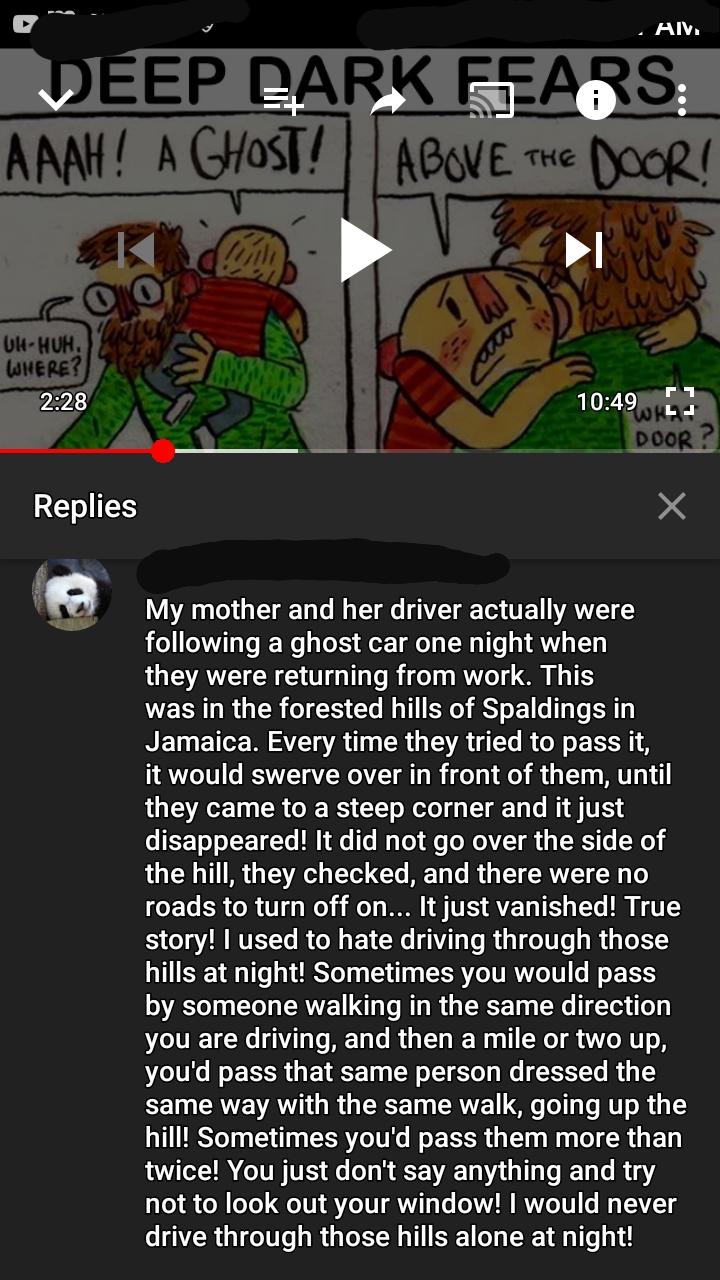 AM
DEEP DARK FEARS
AAAH! A GHOST!
ABOVE THE DOOR!
UH-HUH.
WHERE?
WHAT
DOOR?
2:28
10:49
Replies
My mother and her driver actually were
following a ghost car one night when
they were returning from work. This
was in the forested hills of Spaldings in
Jamaica. Every time they tried to pass it,
it would swerve over in front of them, until
they came to a steep corner and it just
disappeared! It did not go over the side of
the hill, they checked, and there were no
roads to turn off on... It just vanished! True
story! I used to hate driving through those
hills at night! Sometimes you would pass
by someone walking in the same direction
you are driving, and then a mile or two up,
you'd pass that same person dressed the
same way with the same walk, going up the
hill! Sometimes you'd pass them more than
twice! You just don't say anything and try
not to look out your window! I would never
drive through those hills alone at night!